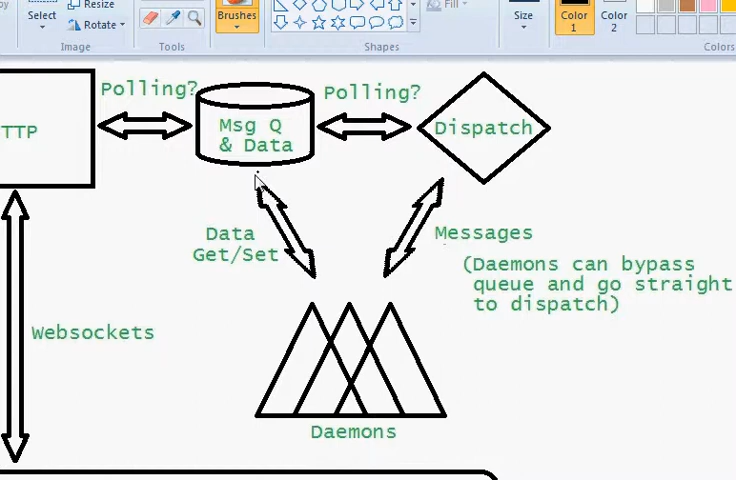 Resize
Select
Rotate
Brushes
Fill
Size
Color
1
Color
2
Image
Tools
Shapes
Colors
Polling?
Polling?
TTP
Msg Q
& Data
Dispatch
Data
Get/Set
Messages
(Daemons can bypass
queue and go straight
to dispatch)
Websockets
Daemons